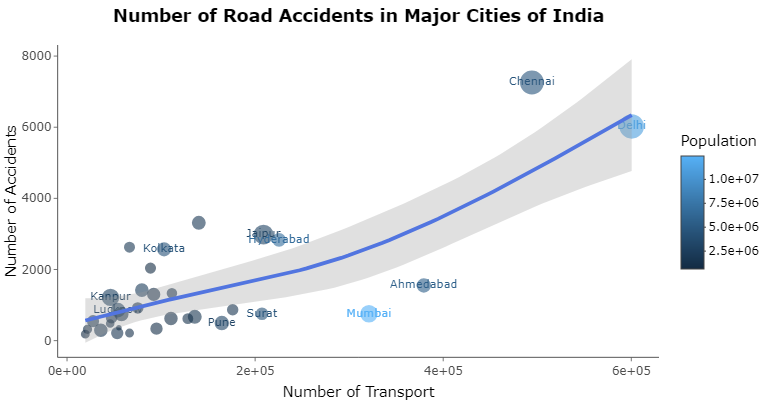 Number of Road Accidents in Major Cities of India
Number of Accidents
8000
6000
4000
2000
0
Chennai
Delhi
Jaipur
Hyderabad
Kolkata
Ahmedabad
Kanpur
Surat
Mumbai
Pune
0e+00
2e+05
4e+05
6e+05
Number of Transport
Population
1.0e+07
7.5e+06
5.0e+06
2.5e+06